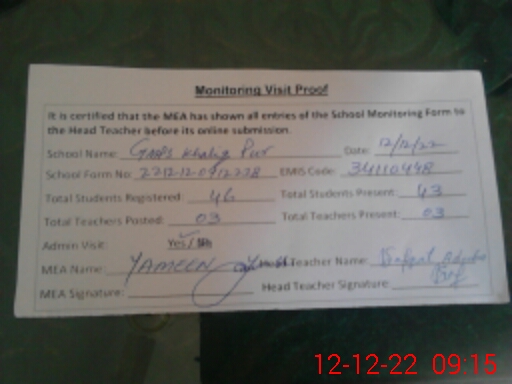 Monitoring Visit Proof
It is certified that the MEA has shown all entries of the School Monitoring Form to
the Head Teacher before its online submission.
School Name: GMPS Khaliq Pur Date: 12/12/22
School Form No: EMIS Code: 34110448
Total Students Registered: 46 Total Students Present: 43
Total Teachers Posted: 03 Total Teachers Present: 03
Admin Visit: Yes / No
MEA Name: YAMEEN Head Teacher Name:
MEA Signature: Head Teacher Signature:
12-12-22 09:15